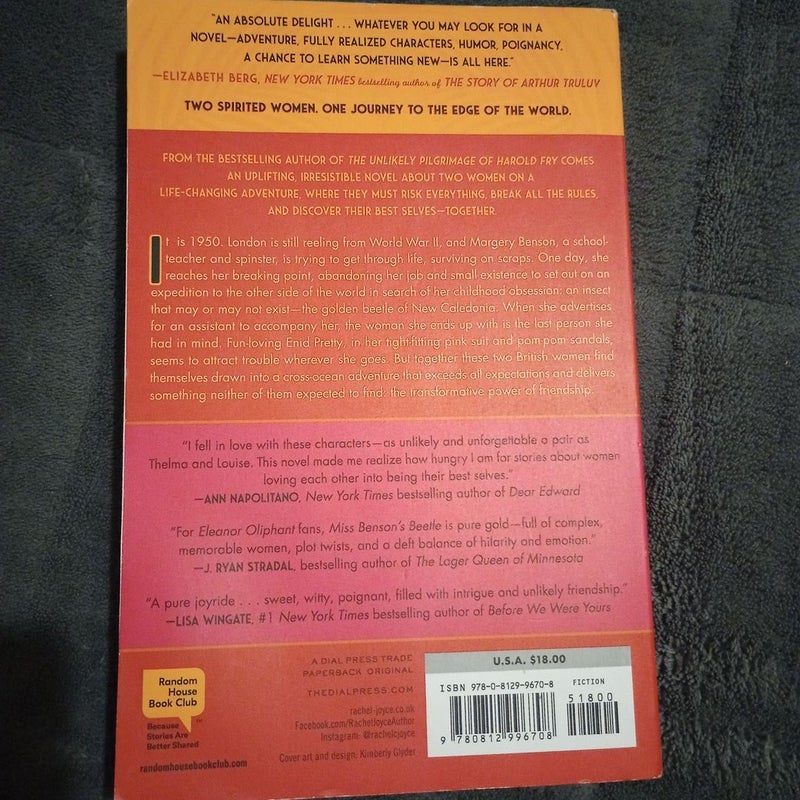 "AN ABSOLUTE DELIGHT . . . WHATEVER YOU MAY LOOK FOR IN A
NOVEL—ADVENTURE, FULLY REALIZED CHARACTERS, HUMOR, POIGNANCY,
A CHANCE TO LEARN SOMETHING NEW—IS ALL HERE."
—ELIZABETH BERG, NEW YORK TIMES bestselling author of THE STORY OF ARTHUR TRULUV
TWO SPIRITED WOMEN. ONE JOURNEY TO THE EDGE OF THE WORLD.
FROM THE BESTSELLING AUTHOR OF THE UNLIKELY PILGRIMAGE OF HAROLD FRY COMES
AN UPLIFTING, IRRESISTIBLE NOVEL ABOUT TWO WOMEN ON A
LIFE-CHANGING ADVENTURE, WHERE THEY MUST RISK EVERYTHING, BREAK ALL THE RULES,
AND DISCOVER THEIR BEST SELVES—TOGETHER.
It is 1950. London is still reeling from World War II, and Margery Benson, a school-
teacher and spinster, is trying to get through life, surviving on scraps. One day, she
reaches her breaking point, abandoning her job and small existence to set out on an
expedition to the other side of the world in search of her childhood obsession: an insect
that may or may not exist—the golden beetle of New Caledonia. When she advertises
for an assistant to accompany her, the woman she ends up with is the last person she
had in mind. Fun-loving Enid Pretty, in her tight-fitting pink suit and pom-pom sandals,
seems to attract trouble wherever she goes. But together these two British women find
themselves drawn into a cross-ocean adventure that exceeds all expectations and delivers
something neither of them expected to find: the transformative power of friendship.
"I fell in love with these characters—as unlikely and unforgettable a pair as
Thelma and Louise. This novel made me realize how hungry I am for stories about women
loving each other into being their best selves."
—ANN NAPOLITANO, New York Times bestselling author of Dear Edward
"For Eleanor Oliphant fans, Miss Benson's Beetle is pure gold—full of complex,
memorable women, plot twists, and a deft balance of hilarity and emotion."
—J. RYAN STRADAL, bestselling author of The Lager Queen of Minnesota
"A pure joyride . . . sweet, witty, poignant, filled with intrigue and unlikely friendship."
—LISA WINGATE, #1 New York Times bestselling author of Before We Were Yours
Random
House
Book Club
Because
Stories Are
Better Shared
™
randomhousebookclub.com
A DIAL PRESS TRADE
PAPERBACK ORIGINAL
THEDIALPRESS.COM
rachel-joyce.co.uk
Facebook.com/RachelJoyceAuthor
Instagram: @rachelcjoyce
Cover art and design: Kimberly Glyder
U.S.A. $18.00
ISBN 978-0-8129-9670-8
FICTION
51800
9 780812 996708